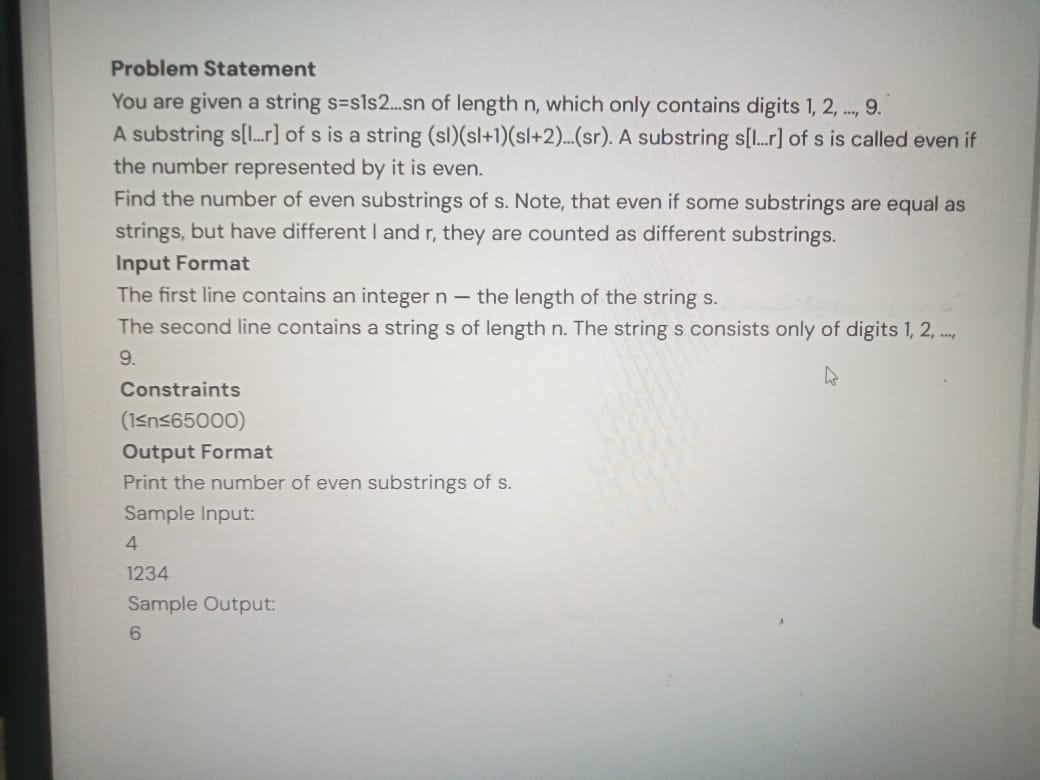 Problem Statement
You are given a string s=s1s2...sn of length n, which only contains digits 1, 2, ..., 9.
A substring s[l...r] of s is a string (sl)(sl+1)(sl+2)...(sr). A substring s[l...r] of s is called even if
the number represented by it is even.
Find the number of even substrings of s. Note, that even if some substrings are equal as
strings, but have different l and r, they are counted as different substrings.
Input Format
The first line contains an integer n — the length of the string s.
The second line contains a string s of length n. The string s consists only of digits 1, 2, ...,
9.
Constraints
(1≤n≤65000)
Output Format
Print the number of even substrings of s.
Sample Input:
4
1234
Sample Output:
6